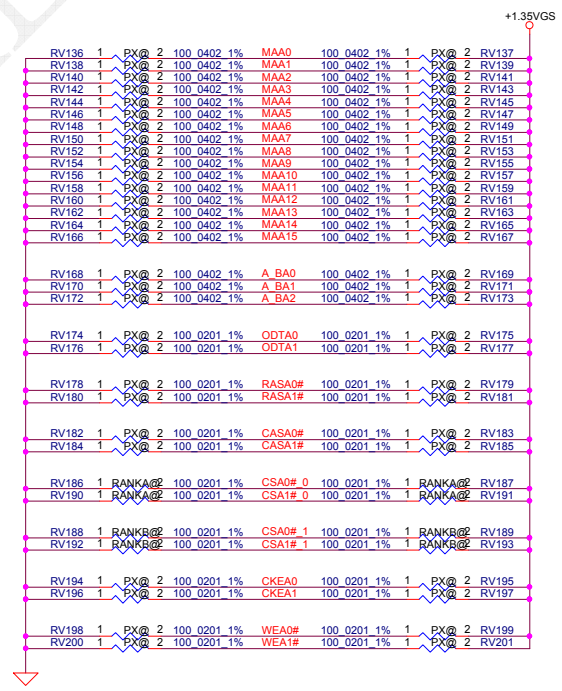 +1.35VGS
RV136 1 PX@ 2 100_0402_1% MAA0 100_0402_1% 1 PX@ 2 RV137
RV138 1 PX@ 2 100_0402_1% MAA1 100_0402_1% 1 PX@ 2 RV139
RV140 1 PX@ 2 100_0402_1% MAA2 100_0402_1% 1 PX@ 2 RV141
RV142 1 PX@ 2 100_0402_1% MAA3 100_0402_1% 1 PX@ 2 RV143
RV144 1 PX@ 2 100_0402_1% MAA4 100_0402_1% 1 PX@ 2 RV145
RV146 1 PX@ 2 100_0402_1% MAA5 100_0402_1% 1 PX@ 2 RV147
RV148 1 PX@ 2 100_0402_1% MAA6 100_0402_1% 1 PX@ 2 RV149
RV150 1 PX@ 2 100_0402_1% MAA7 100_0402_1% 1 PX@ 2 RV151
RV152 1 PX@ 2 100_0402_1% MAA8 100_0402_1% 1 PX@ 2 RV153
RV154 1 PX@ 2 100_0402_1% MAA9 100_0402_1% 1 PX@ 2 RV155
RV156 1 PX@ 2 100_0402_1% MAA10 100_0402_1% 1 PX@ 2 RV157
RV158 1 PX@ 2 100_0402_1% MAA11 100_0402_1% 1 PX@ 2 RV159
RV160 1 PX@ 2 100_0402_1% MAA12 100_0402_1% 1 PX@ 2 RV161
RV162 1 PX@ 2 100_0402_1% MAA13 100_0402_1% 1 PX@ 2 RV163
RV164 1 PX@ 2 100_0402_1% MAA14 100_0402_1% 1 PX@ 2 RV165
RV166 1 PX@ 2 100_0402_1% MAA15 100_0402_1% 1 PX@ 2 RV167
RV168 1 PX@ 2 100_0402_1% A_BA0 100_0402_1% 1 PX@ 2 RV169
RV170 1 PX@ 2 100_0402_1% A_BA1 100_0402_1% 1 PX@ 2 RV171
RV172 1 PX@ 2 100_0402_1% A_BA2 100_0402_1% 1 PX@ 2 RV173
RV174 1 PX@ 2 100_0201_1% ODTA0 100_0201_1% 1 PX@ 2 RV175
RV176 1 PX@ 2 100_0201_1% ODTA1 100_0201_1% 1 PX@ 2 RV177
RV178 1 PX@ 2 100_0201_1% RASA0# 100_0201_1% 1 PX@ 2 RV179
RV180 1 PX@ 2 100_0201_1% RASA1# 100_0201_1% 1 PX@ 2 RV181
RV182 1 PX@ 2 100_0201_1% CASA0# 100_0201_1% 1 PX@ 2 RV183
RV184 1 PX@ 2 100_0201_1% CASA1# 100_0201_1% 1 PX@ 2 RV185
RV186 1 RANKA@ 2 100_0201_1% CSA0#_0 100_0201_1% 1 RANKA@ 2 RV187
RV190 1 RANKA@ 2 100_0201_1% CSA1#_0 100_0201_1% 1 RANKA@ 2 RV191
RV188 1 RANKB@ 2 100_0201_1% CSA0#_1 100_0201_1% 1 RANKB@ 2 RV189
RV192 1 RANKB@ 2 100_0201_1% CSA1#_1 100_0201_1% 1 RANKB@ 2 RV193
RV194 1 PX@ 2 100_0201_1% CKEA0 100_0201_1% 1 PX@ 2 RV195
RV196 1 PX@ 2 100_0201_1% CKEA1 100_0201_1% 1 PX@ 2 RV197
RV198 1 PX@ 2 100_0201_1% WEA0# 100_0201_1% 1 PX@ 2 RV199
RV200 1 PX@ 2 100_0201_1% WEA1# 100_0201_1% 1 PX@ 2 RV201